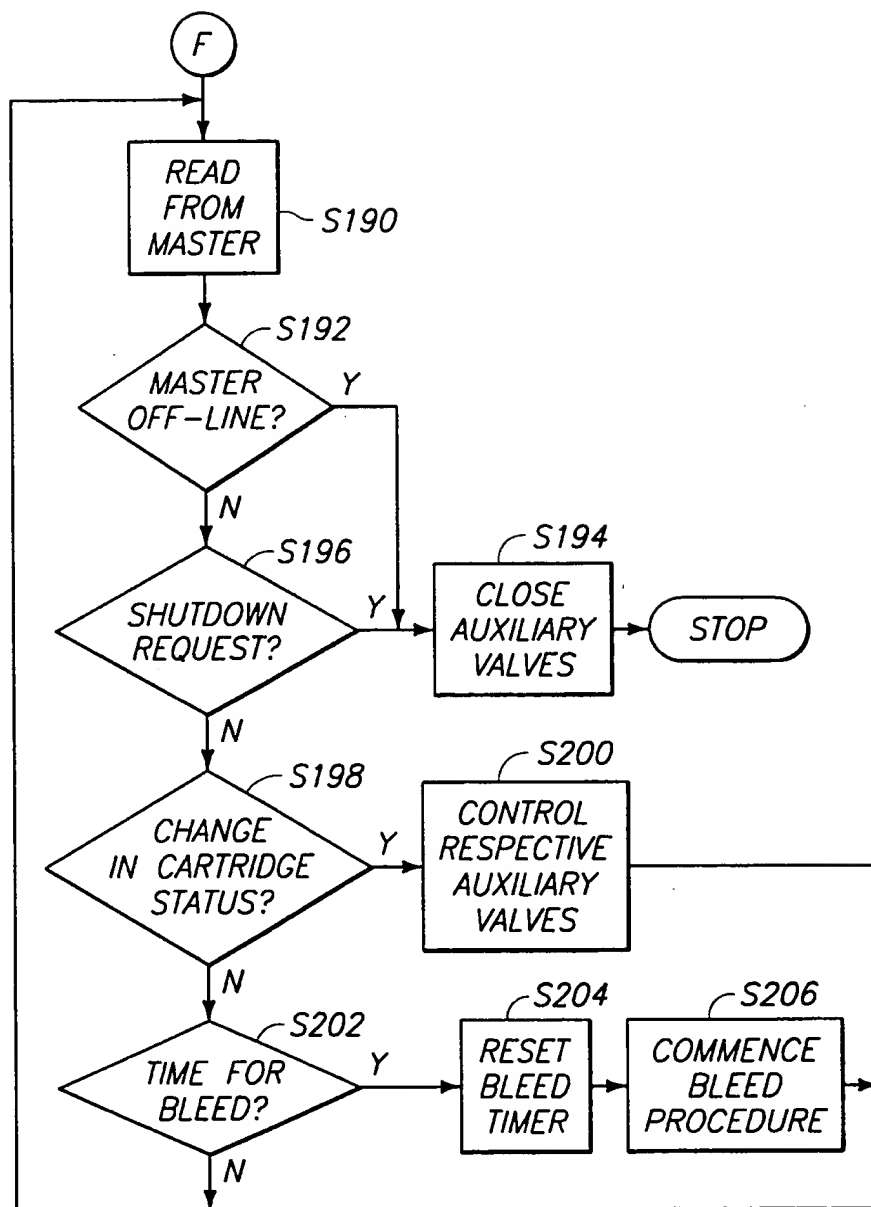 F
READ
FROM
MASTER
S190
S192
MASTER
OFF-LINE?
Y
N
S196
SHUTDOWN
REQUEST?
Y
S194
CLOSE
AUXILIARY
VALVES
STOP
N
S198
CHANGE
IN CARTRIDGE
STATUS?
Y
S200
CONTROL
RESPECTIVE
AUXILIARY
VALVES
N
S202
TIME FOR
BLEED?
Y
S204
RESET
BLEED
TIMER
S206
COMMENCE
BLEED
PROCEDURE
N